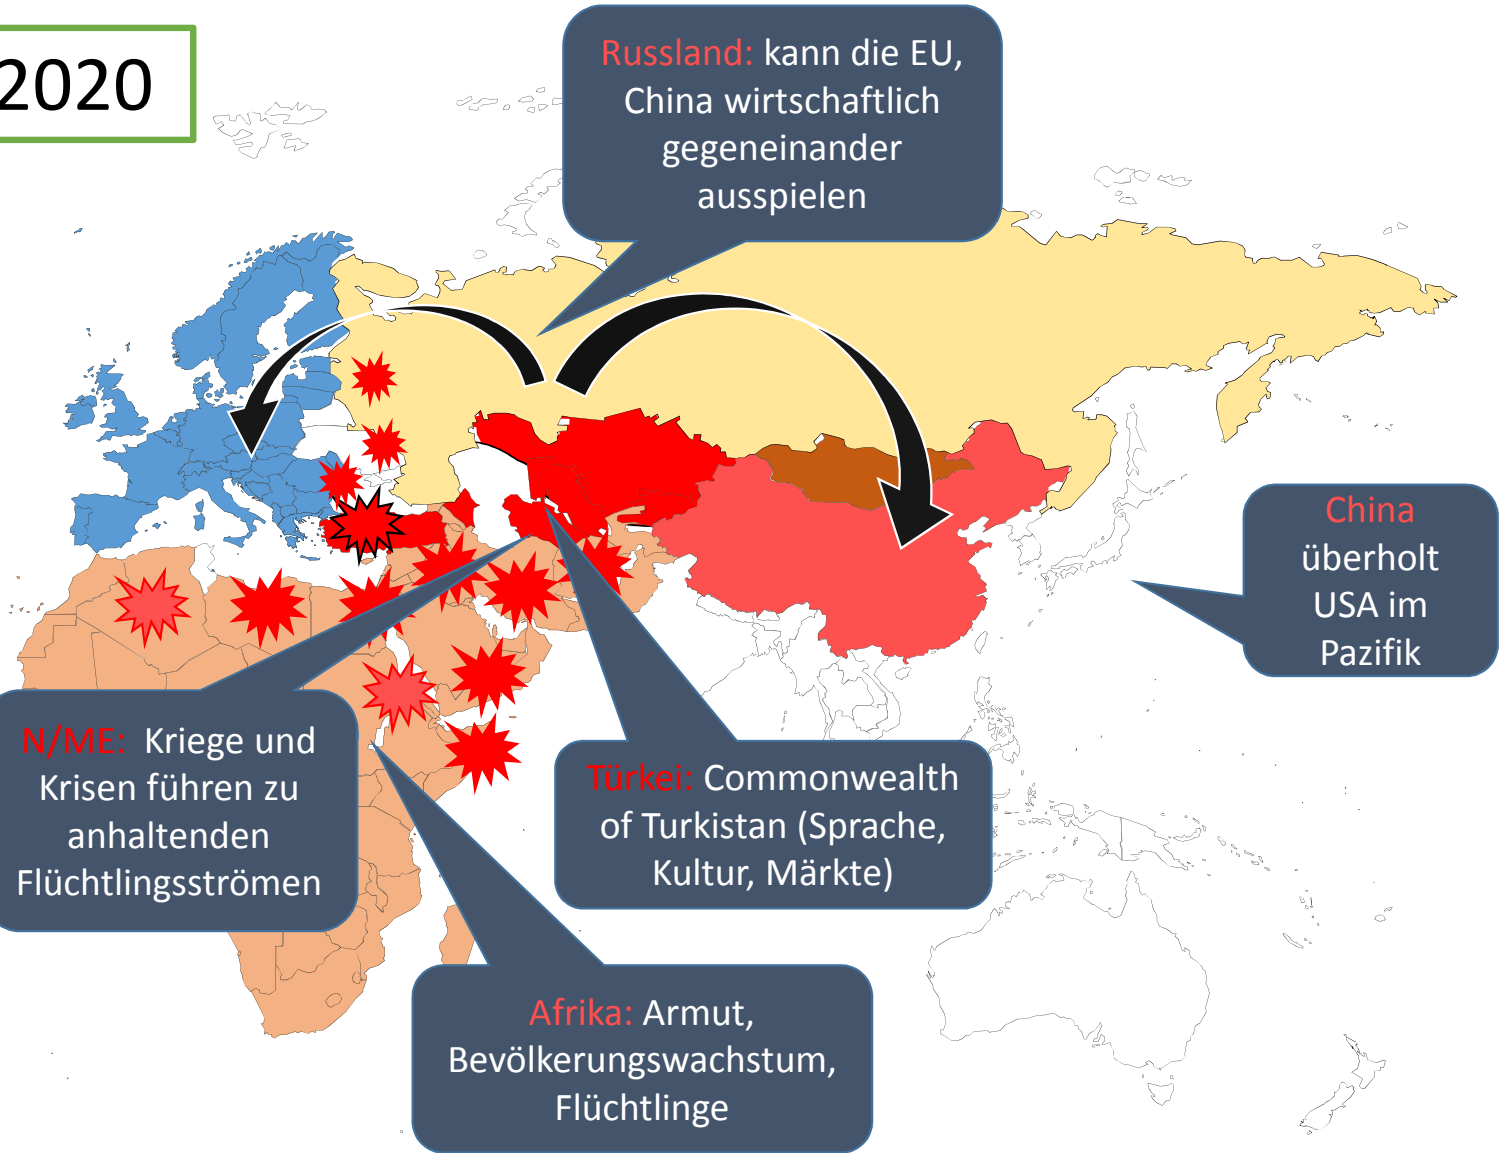 2020
Russland: kann die EU,
China wirtschaftlich
gegeneinander
ausspielen
China
überholt
USA im
Pazifik
N/ME: Kriege und
Krisen führen zu
anhaltenden
Flüchtlingsströmen
Türkei: Commonwealth
of Turkistan (Sprache,
Kultur, Märkte)
Afrika: Armut,
Bevölkerungswachstum,
Flüchtlinge